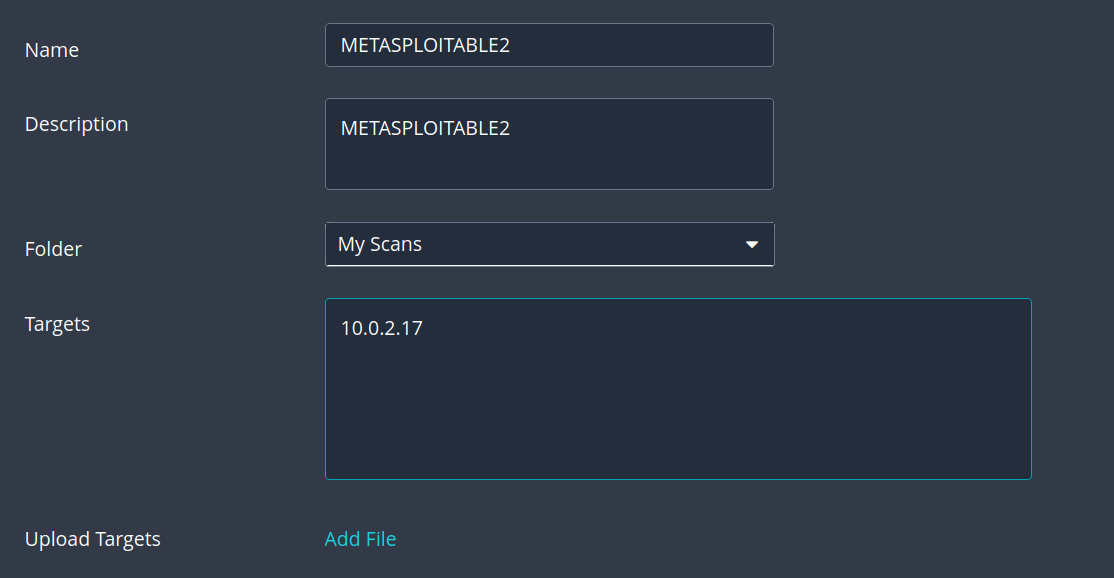 Name
METASPLOITABLE2
Description
METASPLOITABLE2
Folder
My Scans
Targets
10.0.2.17
Upload Targets
Add File